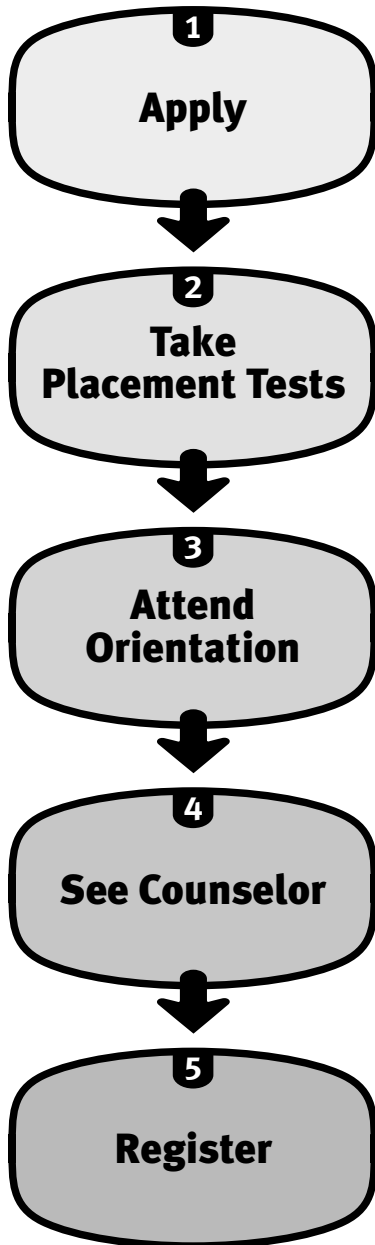 1
Apply
2
Take
Placement Tests
3
Attend
Orientation
4
See Counselor
5
Register